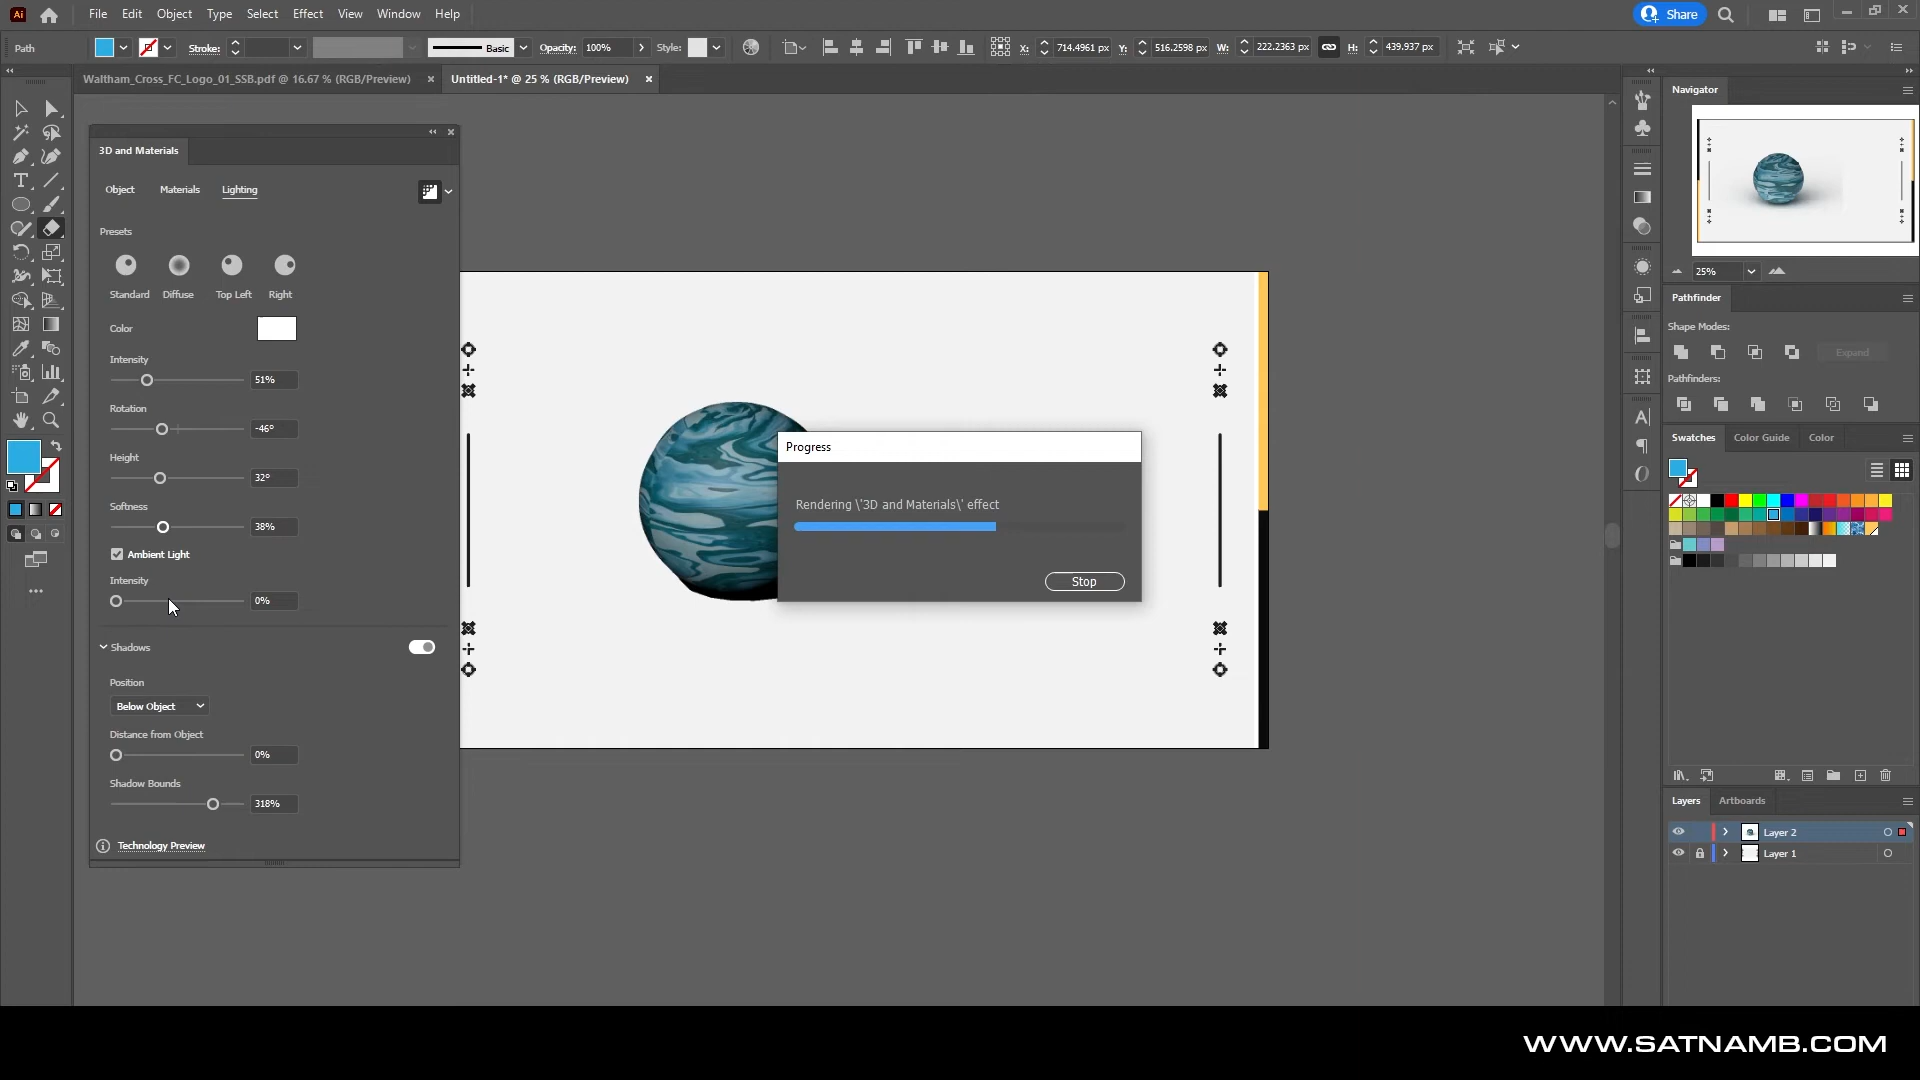 Ai File Edit Object Type Select Effect View Window Help Share
Path Stroke: Basic Opacity: 100% Style: X: 714.4961 px Y: 516.2598 px W: 222.2363 px H: 439.937 px
Waltham_Cross_FC_Logo_01_SSB.pdf @ 16.67 % (RGB/Preview) Untitled-1* @ 25 % (RGB/Preview)
3D and Materials
Object Materials Lighting
Presets
Standard Diffuse Top Left Right
Color
Intensity
51%
Rotation
-46°
Height
32°
Softness
38%
Ambient Light
Intensity
0%
Shadows
Position
Below Object
Distance from Object
0%
Shadow Bounds
318%
Technology Preview
Progress
Rendering \'3D and Materials\' effect
Stop
Navigator
25%
Pathfinder
Shape Modes:
Expand
Pathfinders:
Swatches Color Guide Color
Layers Artboards
Layer 2
Layer 1
WWW.SATNAMB.COM